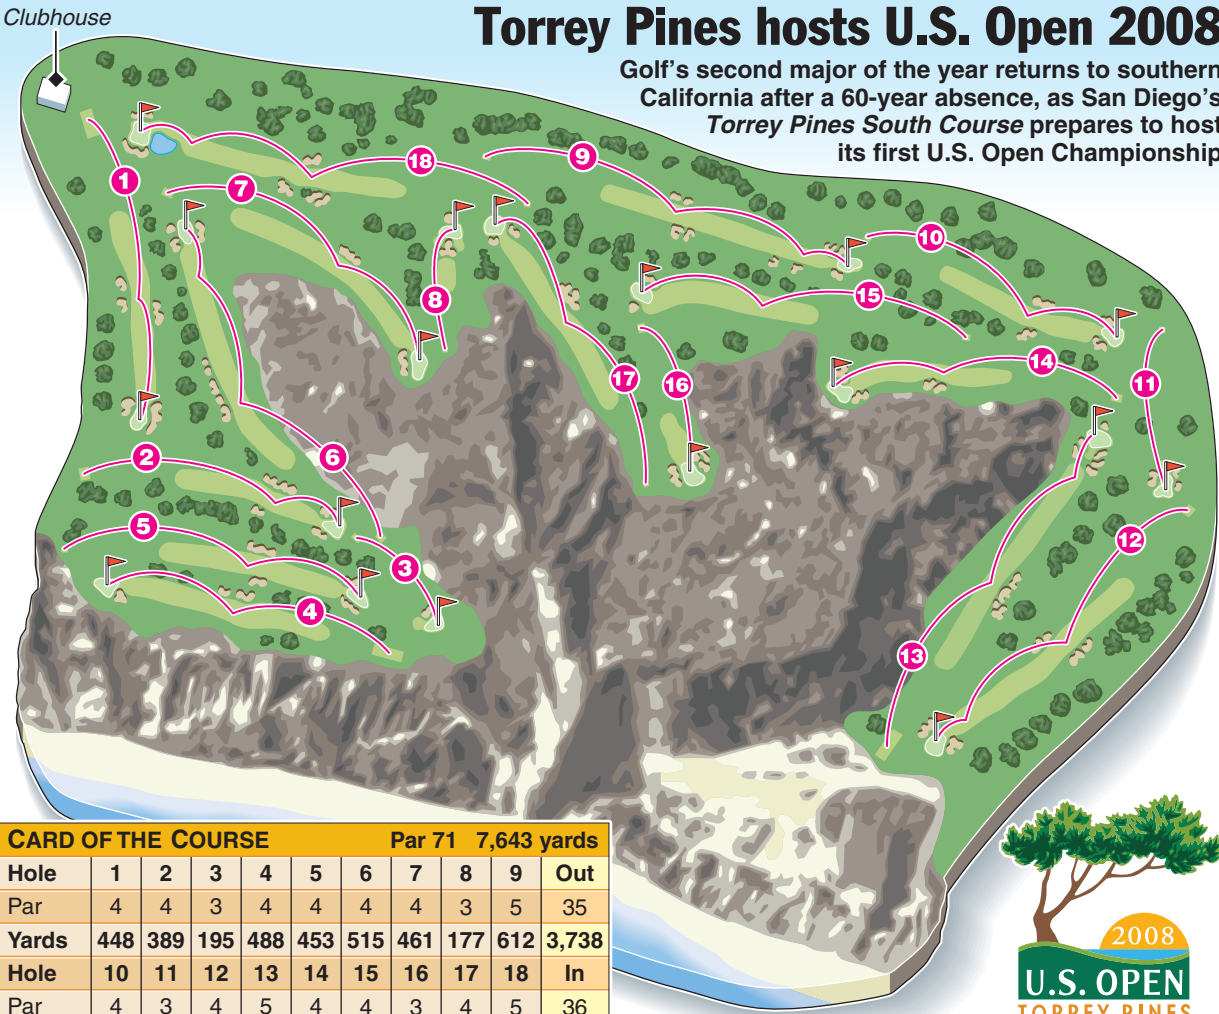 Clubhouse
Torrey Pines hosts U.S. Open 2008
Golf's second major of the year returns to southern
California after a 60-year absence, as San Diego's
Torrey Pines South Course prepares to host
its first U.S. Open Championship
18
9
1
7
10
8
15
14
17
16
11
2
6
5
12
3
4
13
CARD OF THE COURSE Par 71 7,643 yards
Hole 1 2 3 4 5 6 7 8 9 Out
Par 4 4 3 4 4 4 4 3 5 35
Yards 448 389 195 488 453 515 461 177 612 3,738
Hole 10 11 12 13 14 15 16 17 18 In
Par 4 3 4 5 4 4 3 4 5 36
2008
U.S. OPEN
TORREY PINES